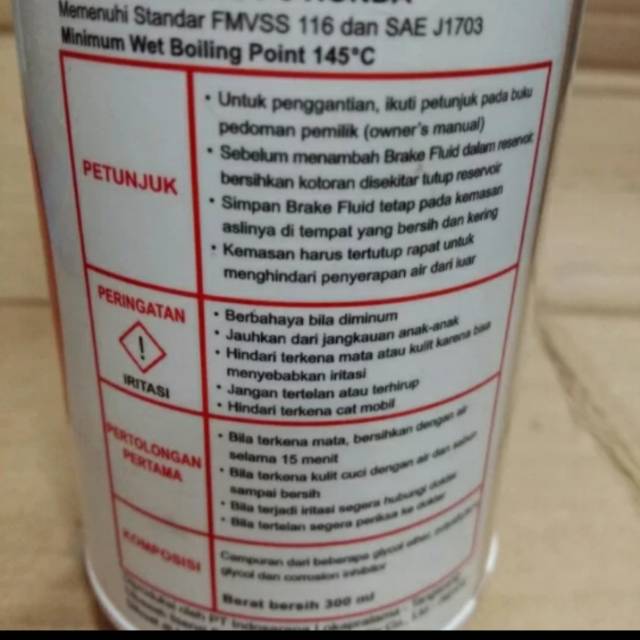 Memenuhi Standar FMVSS 116 dan SAE J1703
Minimum Wet Boiling Point 145°C
PETUNJUK
• Untuk penggantian, ikuti petunjuk pada buku
pedoman pemilik (owner's manual)
• Sebelum menambah Brake Fluid dalam reservoir,
bersihkan kotoran disekitar tutup reservoir
• Simpan Brake Fluid tetap pada kemasan
aslinya di tempat yang bersih dan kering
• Kemasan harus tertutup rapat untuk
menghindari penyerapan air dari luar
PERINGATAN
!
IRITASI
• Berbahaya bila diminum
• Jauhkan dari jangkauan anak-anak
• Hindari terkena mata atau kulit karena bisa
menyebabkan iritasi
• Jangan tertelan atau terhirup
• Hindari terkena cat mobil
PERTOLONGAN
PERTAMA
• Bila terkena mata, bersihkan dengan air
selama 15 menit
• Bila terkena kulit cuci dengan air dan sabun
sampai bersih
• Bila terjadi iritasi segera hubungi dokter
• Bila tertelan segera periksa ke dokter
KOMPOSISI
Campuran dari beberapa glycol ether,
glycol dan corrosion inhibitor
Berat bersih 300 ml
oleh PT